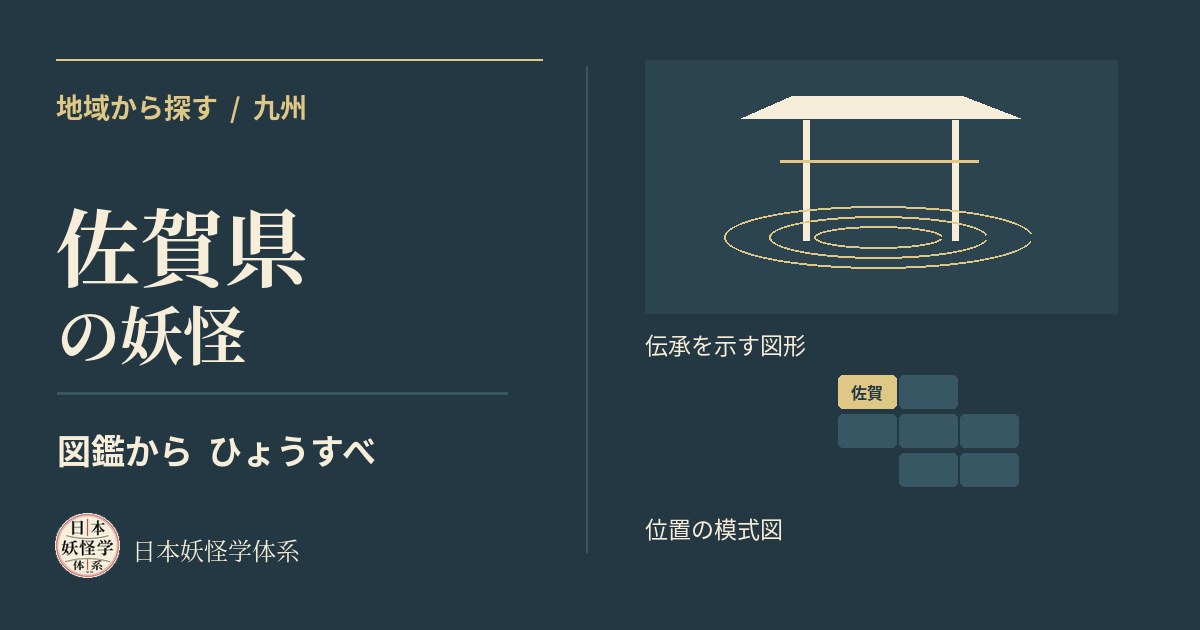 地域から探す / 九州
佐賀県
の妖怪
図鑑から ひょうすべ
日本
妖怪学
体系
日本妖怪学体系
伝承を示す図形
佐賀
位置の模式図